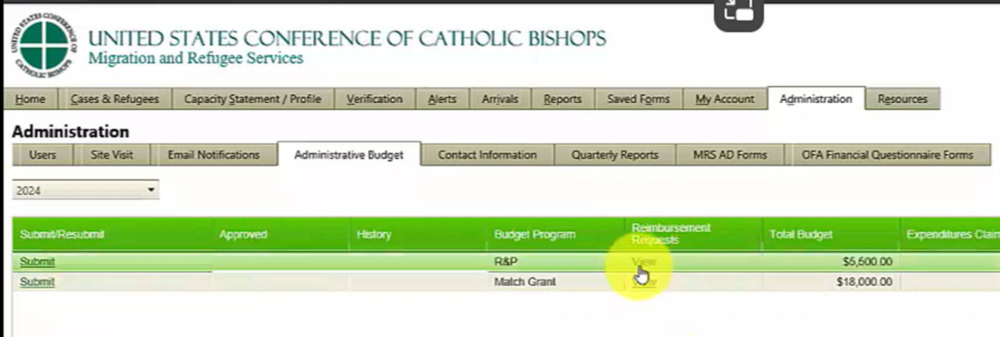 UNITED STATES CONFERENCE OF CATHOLIC BISHOPS
UNITED STATES CONFERENCE OF CATHOLIC BISHOPS
Migration and Refugee Services
Home Cases & Refugees Capacity Statement / Profile Verification Alerts Arrivals Reports Saved Forms My Account Administration Resources
Administration
Users Site Visit Email Notifications Administrative Budget Contact Information Quarterly Reports MRS AD Forms OFA Financial Questionnaire Forms
2024
Submit/Resubmit Approved History Budget Program Reimbursement Requests Total Budget Expenditures Claim
Submit R&P View $5,500.00
Submit Match Grant View $18,000.00